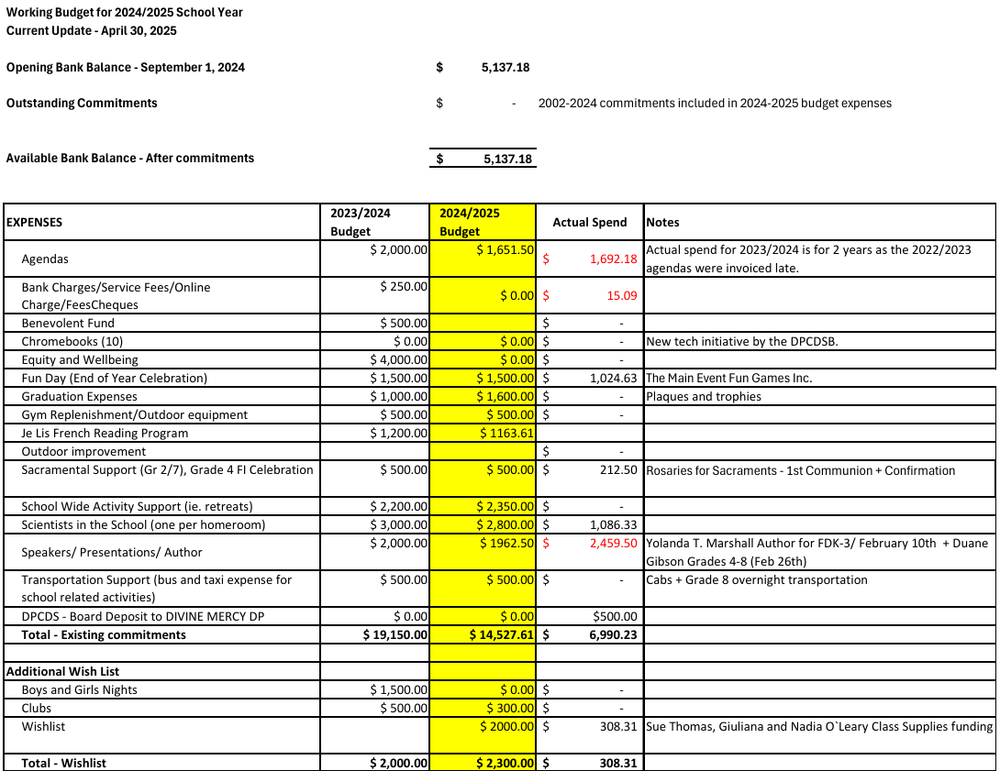 Working Budget for 2024/2025 School Year
Current Update - April 30, 2025
Opening Bank Balance - September 1, 2024 $ 5,137.18
Outstanding Commitments $ - 2002-2024 commitments included in 2024-2025 budget expenses
Available Bank Balance - After commitments $ 5,137.18
EXPENSES 2023/2024 Budget 2024/2025 Budget Actual Spend Notes
Agendas $ 2,000.00 $ 1,651.50 $ 1,692.18 Actual spend for 2023/2024 is for 2 years as the 2022/2023
agendas were invoiced late.
Bank Charges/Service Fees/Online
Charge/FeesCheques $ 250.00 $ 0.00 $ 15.09
Benevolent Fund $ 500.00 $ -
Chromebooks (10) $ 0.00 $ 0.00 $ - New tech initiative by the DPCDSB.
Equity and Wellbeing $ 4,000.00 $ 0.00 $ -
Fun Day (End of Year Celebration) $ 1,500.00 $ 1,500.00 $ 1,024.63 The Main Event Fun Games Inc.
Graduation Expenses $ 1,000.00 $ 1,600.00 $ - Plaques and trophies
Gym Replenishment/Outdoor equipment $ 500.00 $ 500.00 $ -
Je Lis French Reading Program $ 1,200.00 $ 1163.61
Outdoor improvement $ -
Sacramental Support (Gr 2/7), Grade 4 FI Celebration $ 500.00 $ 500.00 $ 212.50 Rosaries for Sacraments - 1st Communion + Confirmation
School Wide Activity Support (ie. retreats) $ 2,200.00 $ 2,350.00 $ -
Scientists in the School (one per homeroom) $ 3,000.00 $ 2,800.00 $ 1,086.33
Speakers/ Presentations/ Author $ 2,000.00 $ 1962.50 $ 2,459.50 Yolanda T. Marshall Author for FDK-3/ February 10th + Duane
Gibson Grades 4-8 (Feb 26th)
Transportation Support (bus and taxi expense for
school related activities) $ 500.00 $ 500.00 $ - Cabs + Grade 8 overnight transportation
DPCDS - Board Deposit to DIVINE MERCY DP $ 0.00 $ 0.00 $500.00
Total - Existing commitments $ 19,150.00 $ 14,527.61 $ 6,990.23
Additional Wish List
Boys and Girls Nights $ 1,500.00 $ 0.00 $ -
Clubs $ 500.00 $ 300.00 $ -
Wishlist $ 2000.00 $ 308.31 Sue Thomas, Giuliana and Nadia O`Leary Class Supplies funding
Total - Wishlist $ 2,000.00 $ 2,300.00 $ 308.31